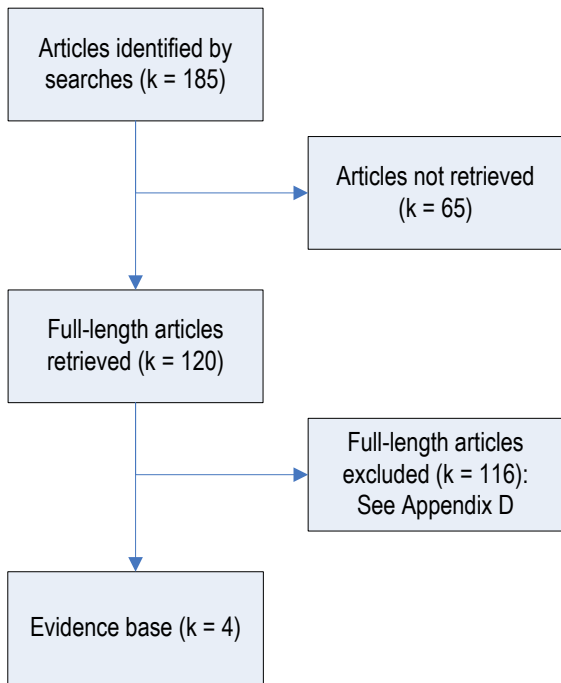 Articles identified by
searches (k = 185)
Articles not retrieved
(k = 65)
Full-length articles
retrieved (k = 120)
Full-length articles
excluded (k = 116):
See Appendix D
Evidence base (k = 4)